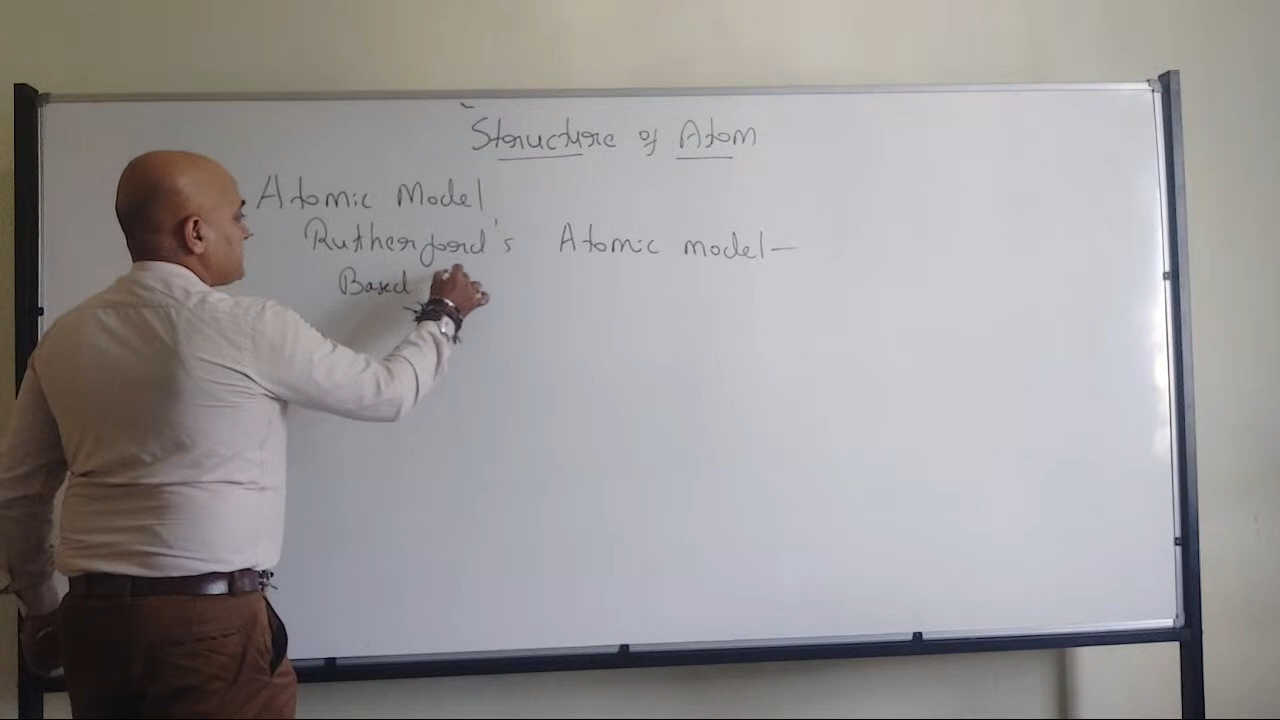 Structure of Atom
Atomic Model
Rutherford's Atomic model-
Based